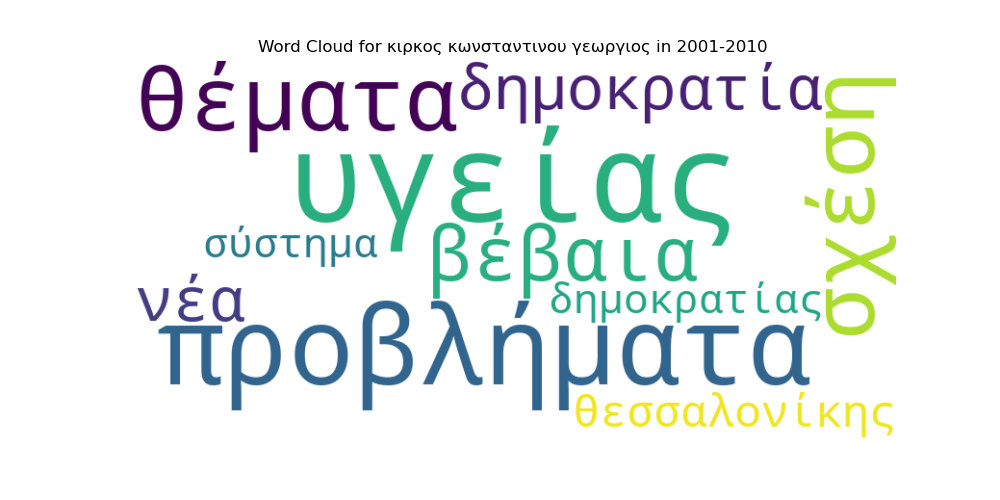 Word Cloud for κιρκος κωνσταντινου γεωργιος in 2001-2010
θέματα
δημοκρατία
σχέση
υγείας
σύστημα
βέβαια
νέα
δημοκρατίας
προβλήματα
θεσσαλονίκης